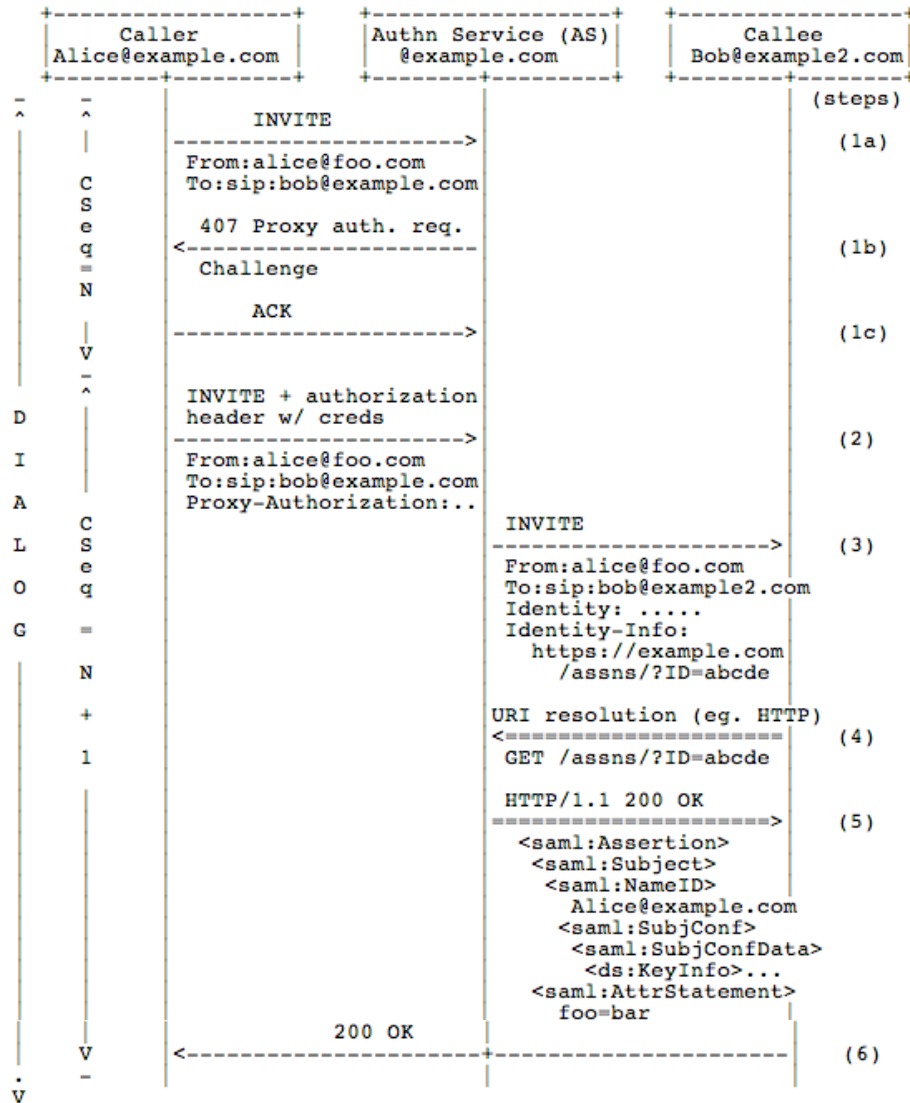 Caller Authn Service (AS) Callee
Alice@example.com @example.com Bob@example2.com
(steps)
INVITE
(1a)
From:alice@foo.com
To:sip:bob@example.com
407 Proxy auth. req.
(1b)
Challenge
ACK
(1c)
CSeq=N
INVITE + authorization
header w/ creds
(2)
From:alice@foo.com
To:sip:bob@example.com
Proxy-Authorization:..
INVITE
(3)
From:alice@foo.com
To:sip:bob@example2.com
Identity: .....
Identity-Info:
https://example.com
/assns/?ID=abcde
URI resolution (eg. HTTP)
(4)
GET /assns/?ID=abcde
HTTP/1.1 200 OK
(5)
<saml:Assertion>
<saml:Subject>
<saml:NameID>
Alice@example.com
<saml:SubjConf>
<saml:SubjConfData>
<ds:KeyInfo>...
<saml:AttrStatement>
foo=bar
CSeq = N + 1
DIALOG
200 OK
(6)